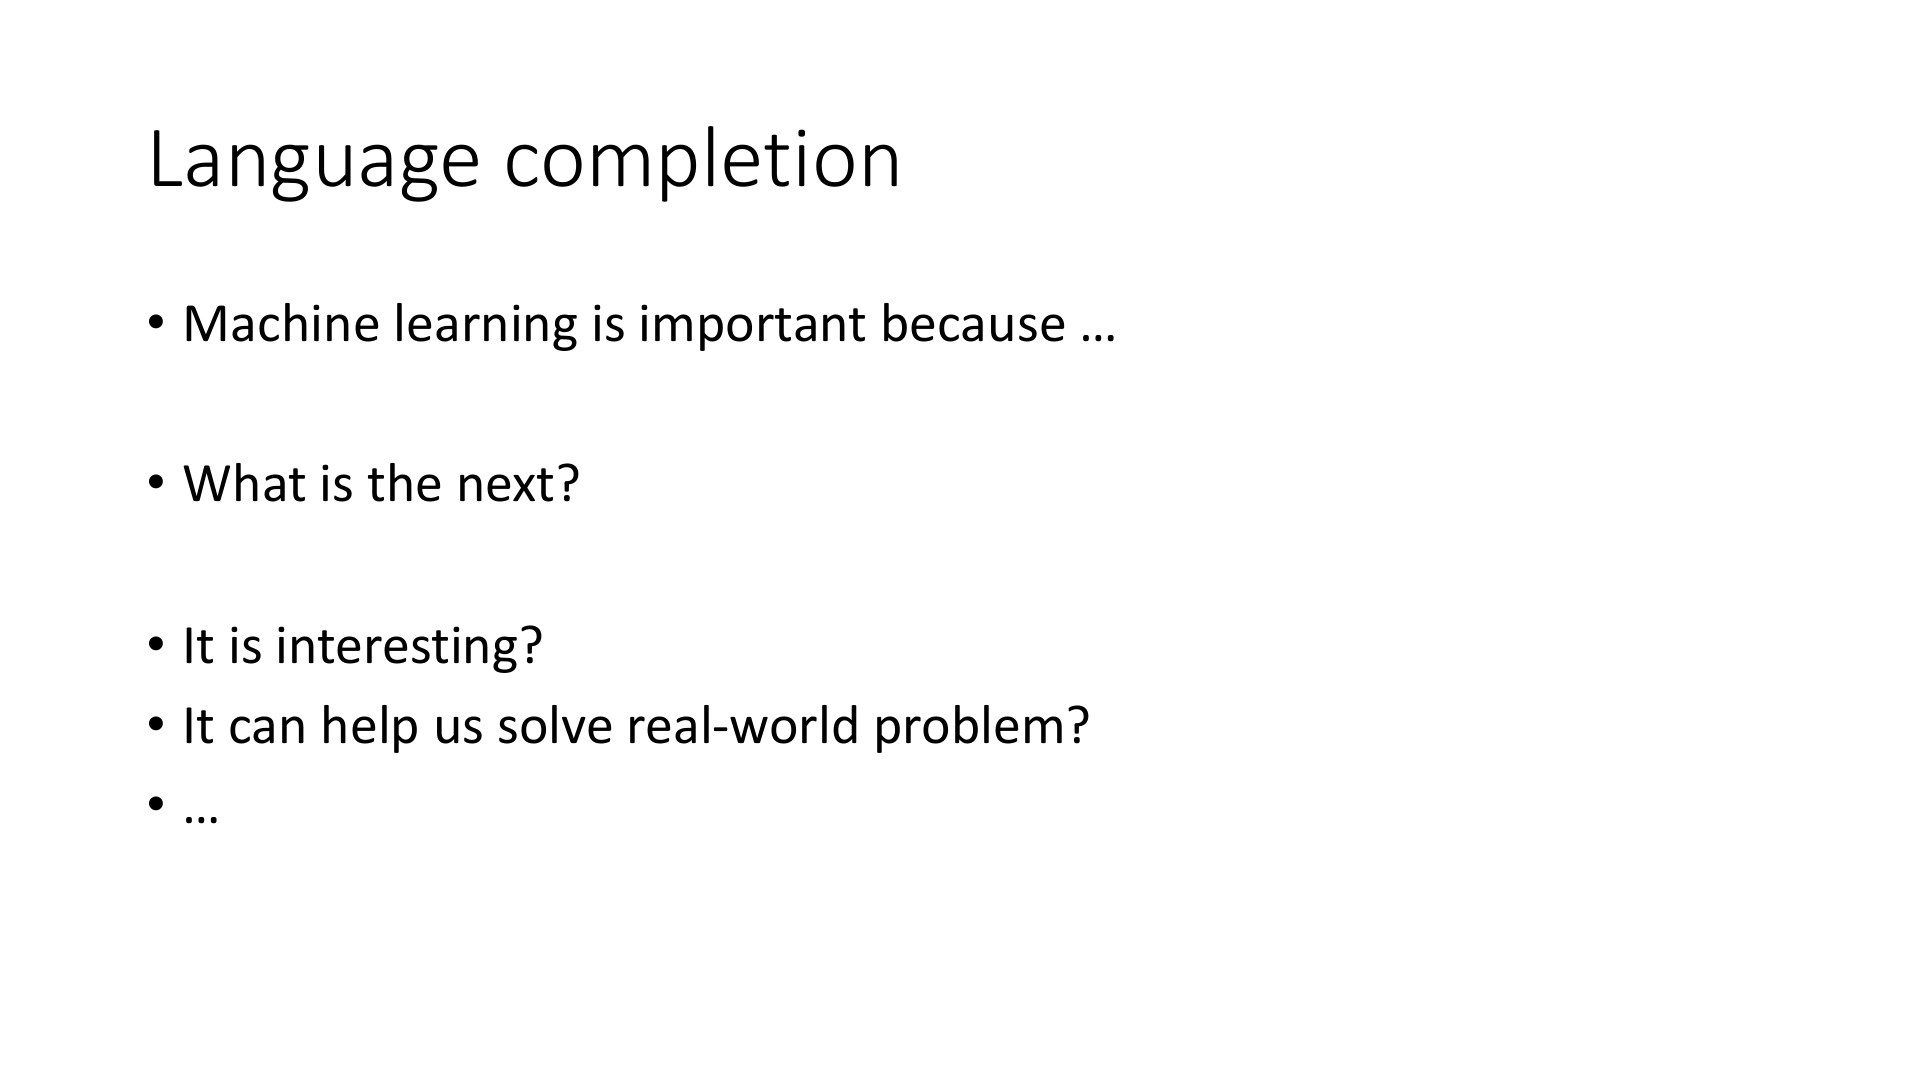 Language completion
• Machine learning is important because …
• What is the next?
• It is interesting?
• It can help us solve real-world problem?
• …